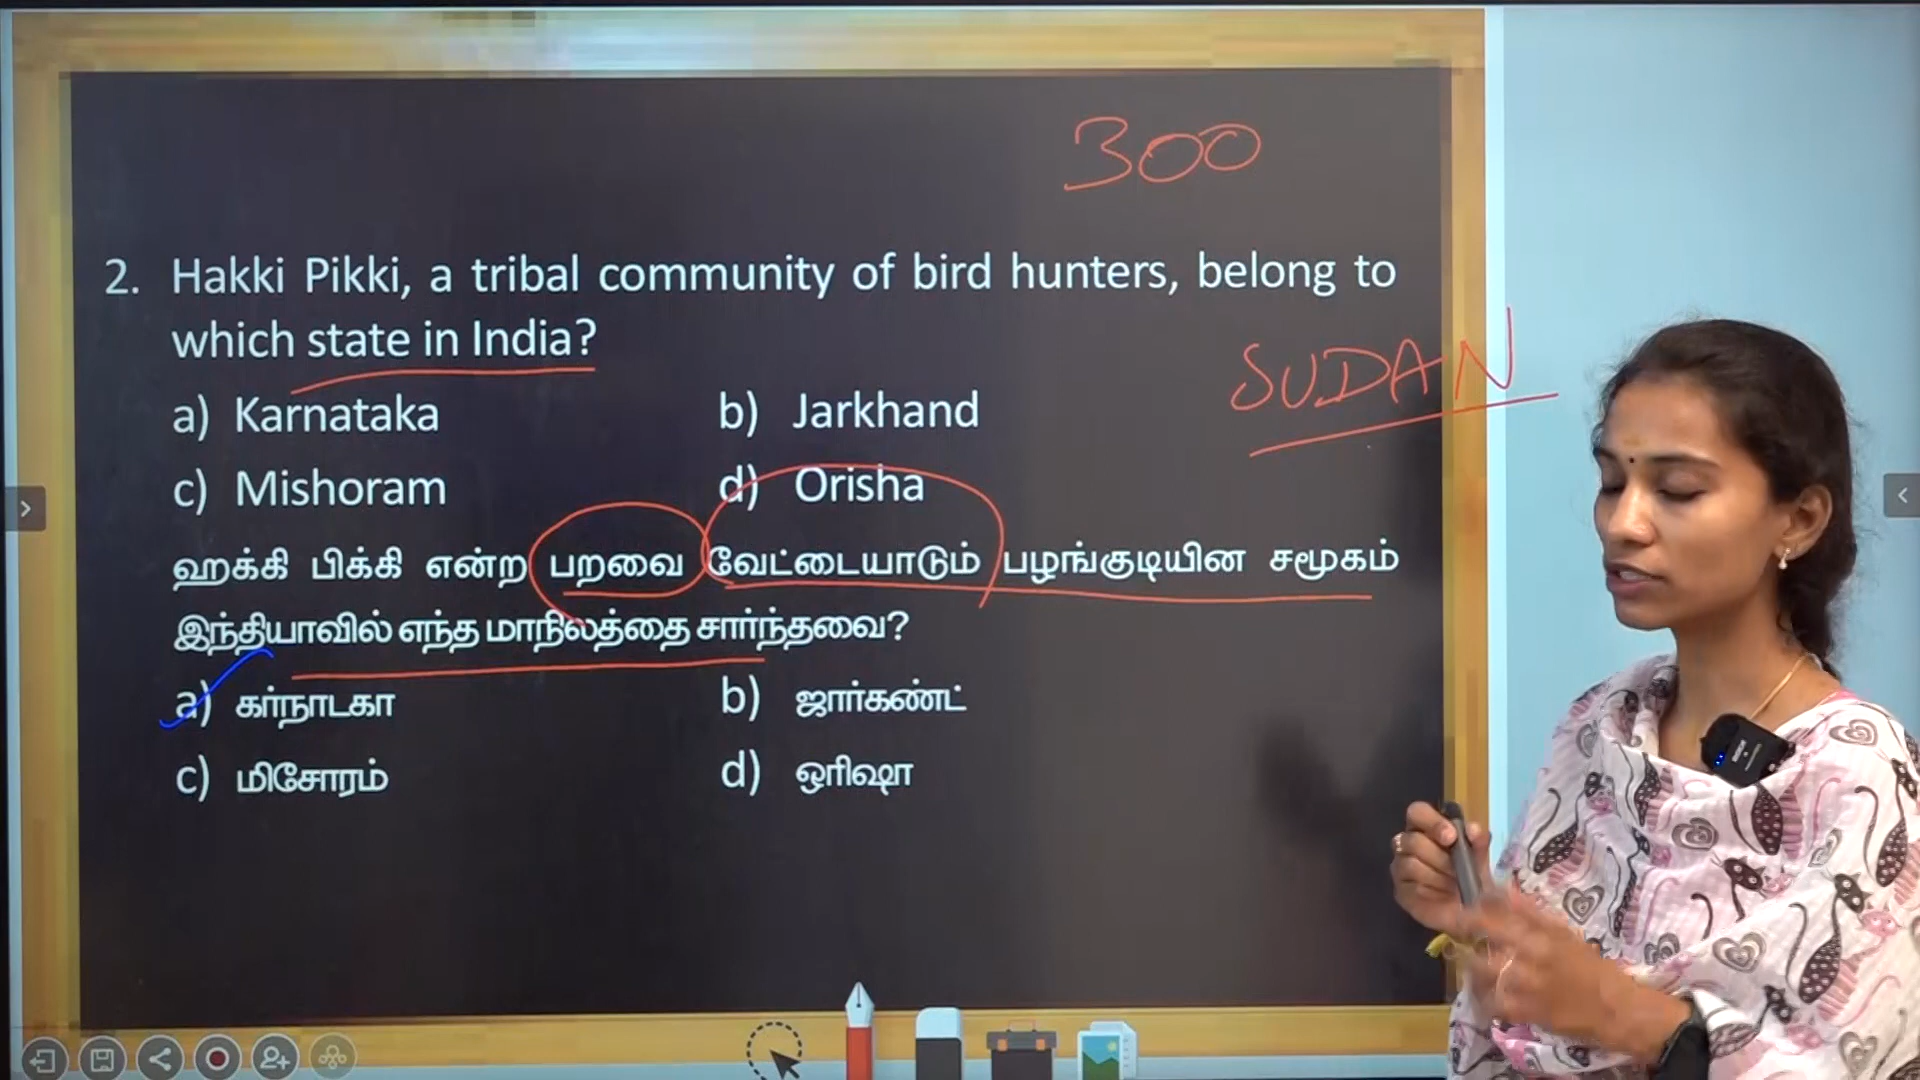 300
2. Hakki Pikki, a tribal community of bird hunters, belong to
which state in India?
SUDAN
a) Karnataka b) Jarkhand
c) Mishoram d) Orisha
ஹக்கி பிக்கி என்ற பறவை வேட்டையாடும் பழங்குடியின சமூகம்
இந்தியாவில் எந்த மாநிலத்தை சார்ந்தவை?
a) கர்நாடகா b) ஜார்கண்ட்
c) மிசோரம் d) ஒரிஷா